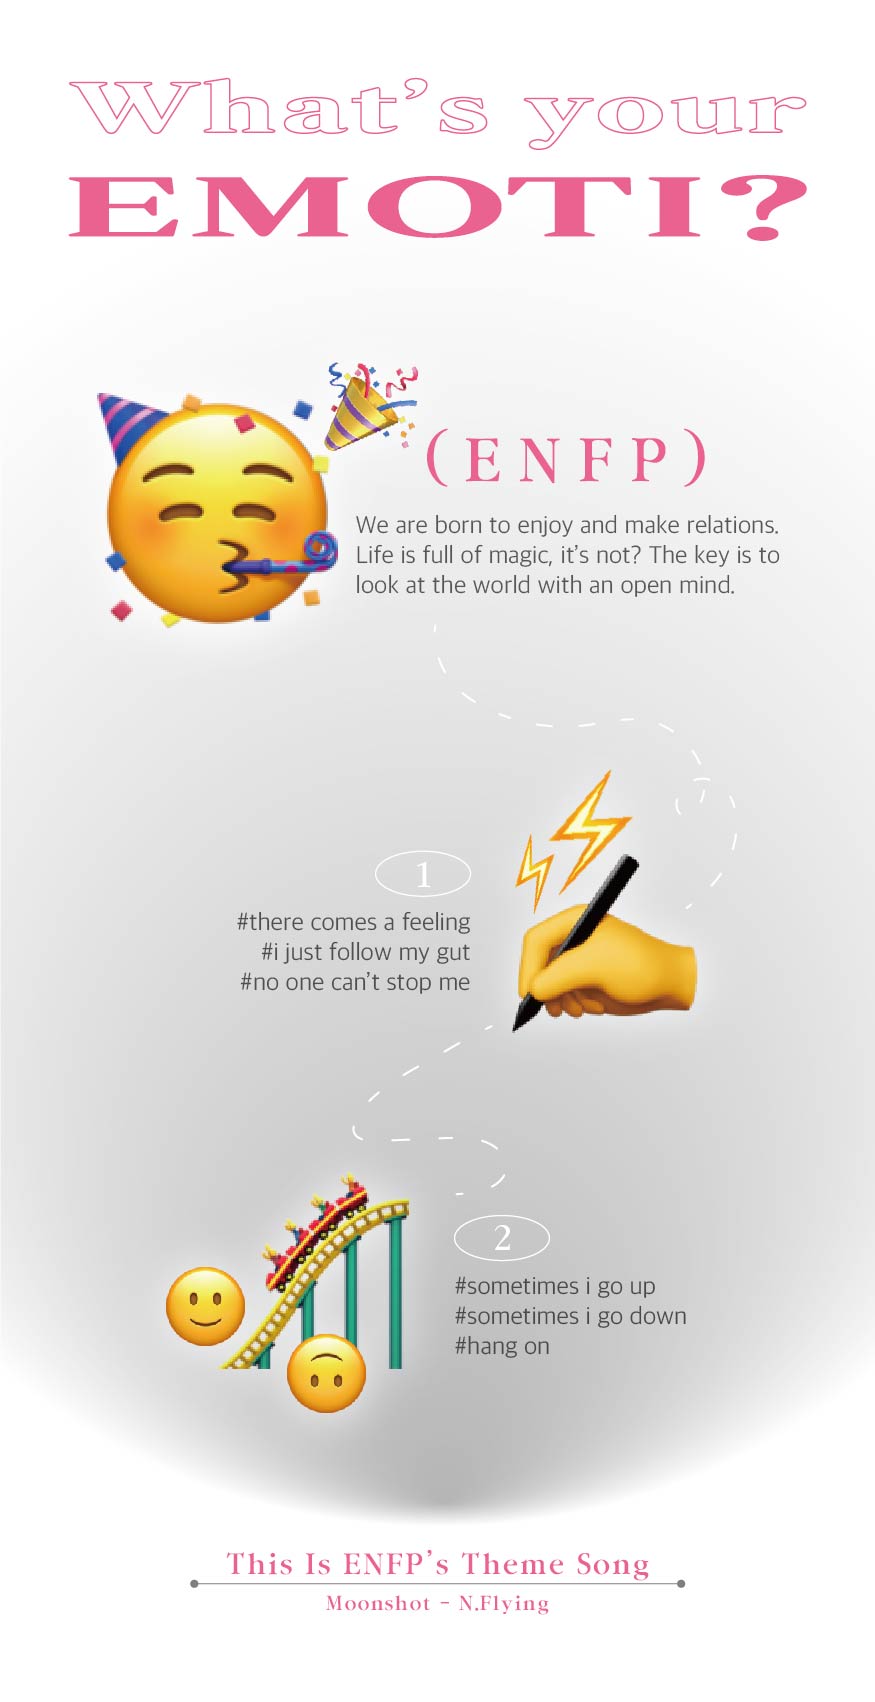 What's your
EMOTI?
(ENFP)
We are born to enjoy and make relations.
Life is full of magic, it's not? The key is to
look at the world with an open mind.
1
#there comes a feeling
#i just follow my gut
#no one can't stop me
2
#sometimes i go up
#sometimes i go down
#hang on
This Is ENFP's Theme Song
Moonshot - N.Flying